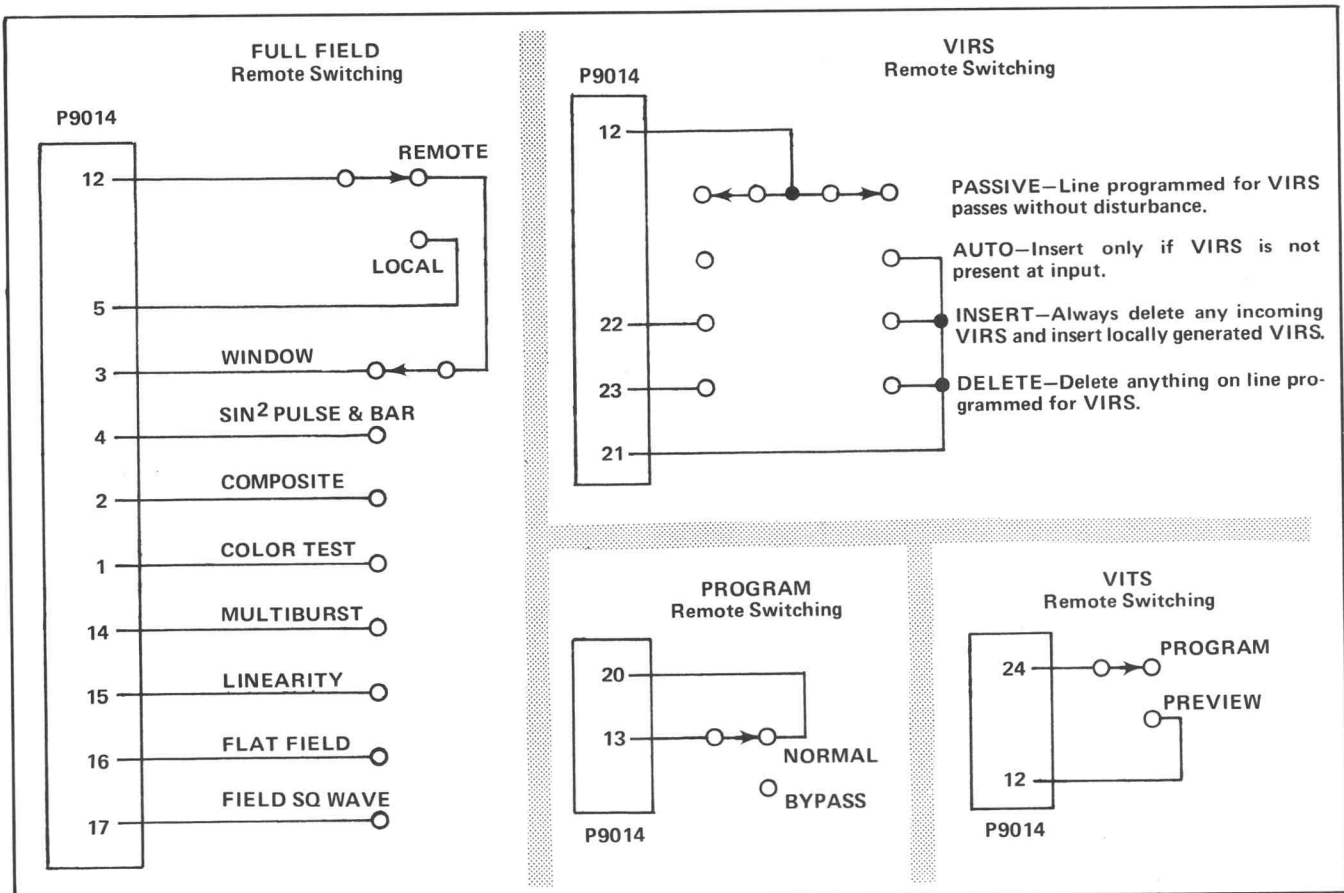 FULL FIELD
Remote Switching
P9014
12
REMOTE
LOCAL
5
3
WINDOW
4
SIN2 PULSE & BAR
2
COMPOSITE
1
COLOR TEST
14
MULTIBURST
15
LINEARITY
16
FLAT FIELD
17
FIELD SQ WAVE
VIRS
Remote Switching
P9014
12
PASSIVE—Line programmed for VIRS
passes without disturbance.
AUTO—Insert only if VIRS is not
present at input.
22
INSERT—Always delete any incoming
VIRS and insert locally generated VIRS.
23
DELETE—Delete anything on line pro-
grammed for VIRS.
21
PROGRAM
Remote Switching
20
13
NORMAL
BYPASS
P9014
VITS
Remote Switching
24
PROGRAM
PREVIEW
12
P9014